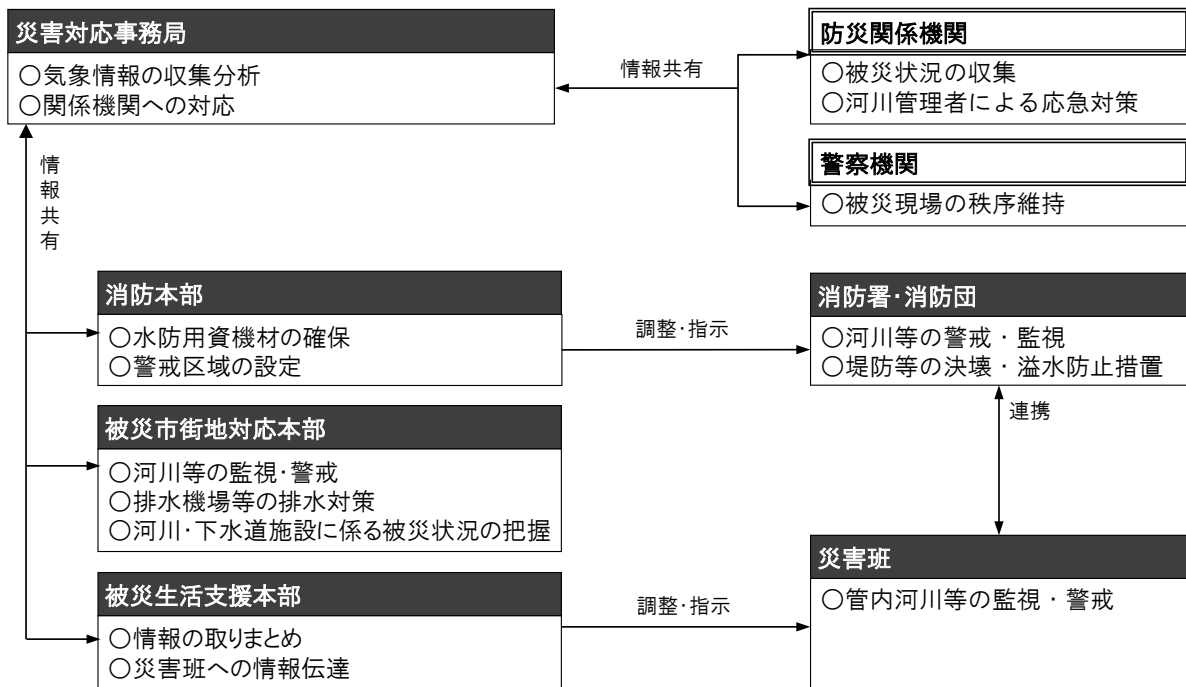 災害対応事務局
○気象情報の収集分析
○関係機関への対応
情報共有
防災関係機関
○被災状況の収集
○河川管理者による応急対策
警察機関
○被災現場の秩序維持
情報共有
消防本部
○水防用資機材の確保
○警戒区域の設定
調整・指示
消防署・消防団
○河川等の警戒・監視
○堤防等の決壊・溢水防止措置
連携
被災市街地対応本部
○河川等の監視・警戒
○排水機場等の排水対策
○河川・下水道施設に係る被災状況の把握
被災生活支援本部
○情報の取りまとめ
○災害班への情報伝達
調整・指示
災害班
○管内河川等の監視・警戒